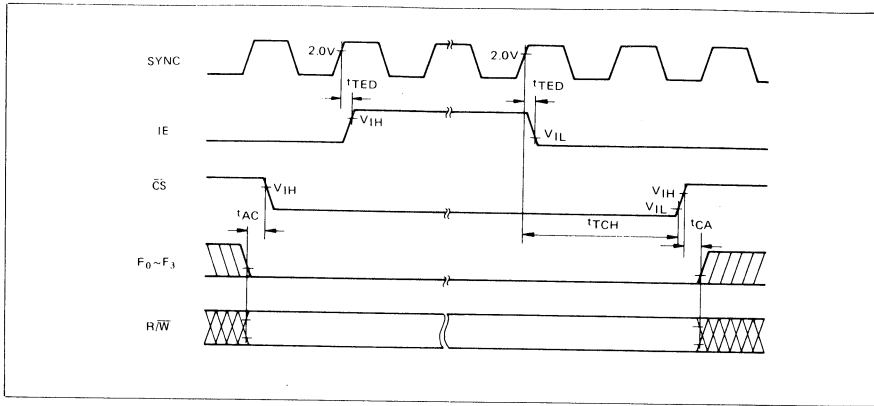 SYNC
2.0V
2.0V
tTED
tTED
IE
VIH
VIL
C̅S̅
VIH
VIH
VIL
tAC
tTCH
tCA
F0~F3
R/W̅